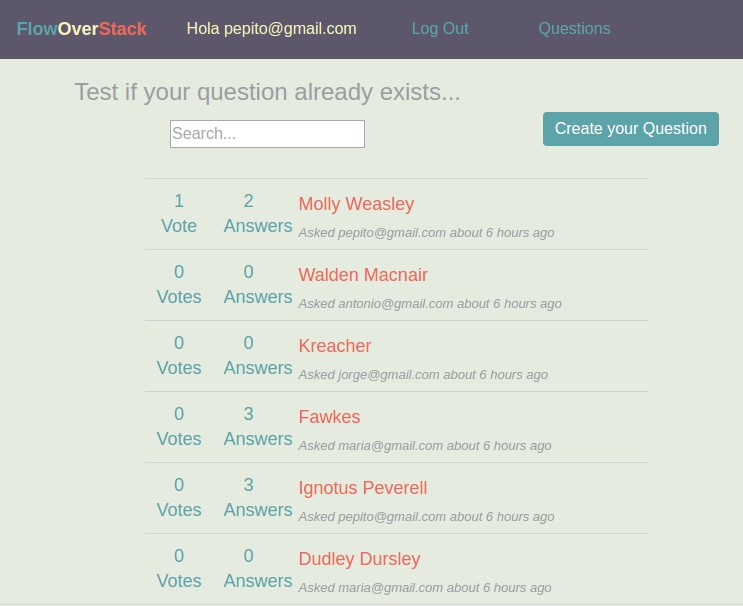 FlowOverStack Hola pepito@gmail.com Log Out Questions
Test if your question already exists...
Search...
Create your Question
1 Vote
2 Answers
Molly Weasley
Asked pepito@gmail.com about 6 hours ago
0 Votes
0 Answers
Walden Macnair
Asked antonio@gmail.com about 6 hours ago
0 Votes
0 Answers
Kreacher
Asked jorge@gmail.com about 6 hours ago
0 Votes
3 Answers
Fawkes
Asked maria@gmail.com about 6 hours ago
0 Votes
3 Answers
Ignotus Peverell
Asked pepito@gmail.com about 6 hours ago
0 Votes
0 Answers
Dudley Dursley
Asked maria@gmail.com about 6 hours ago